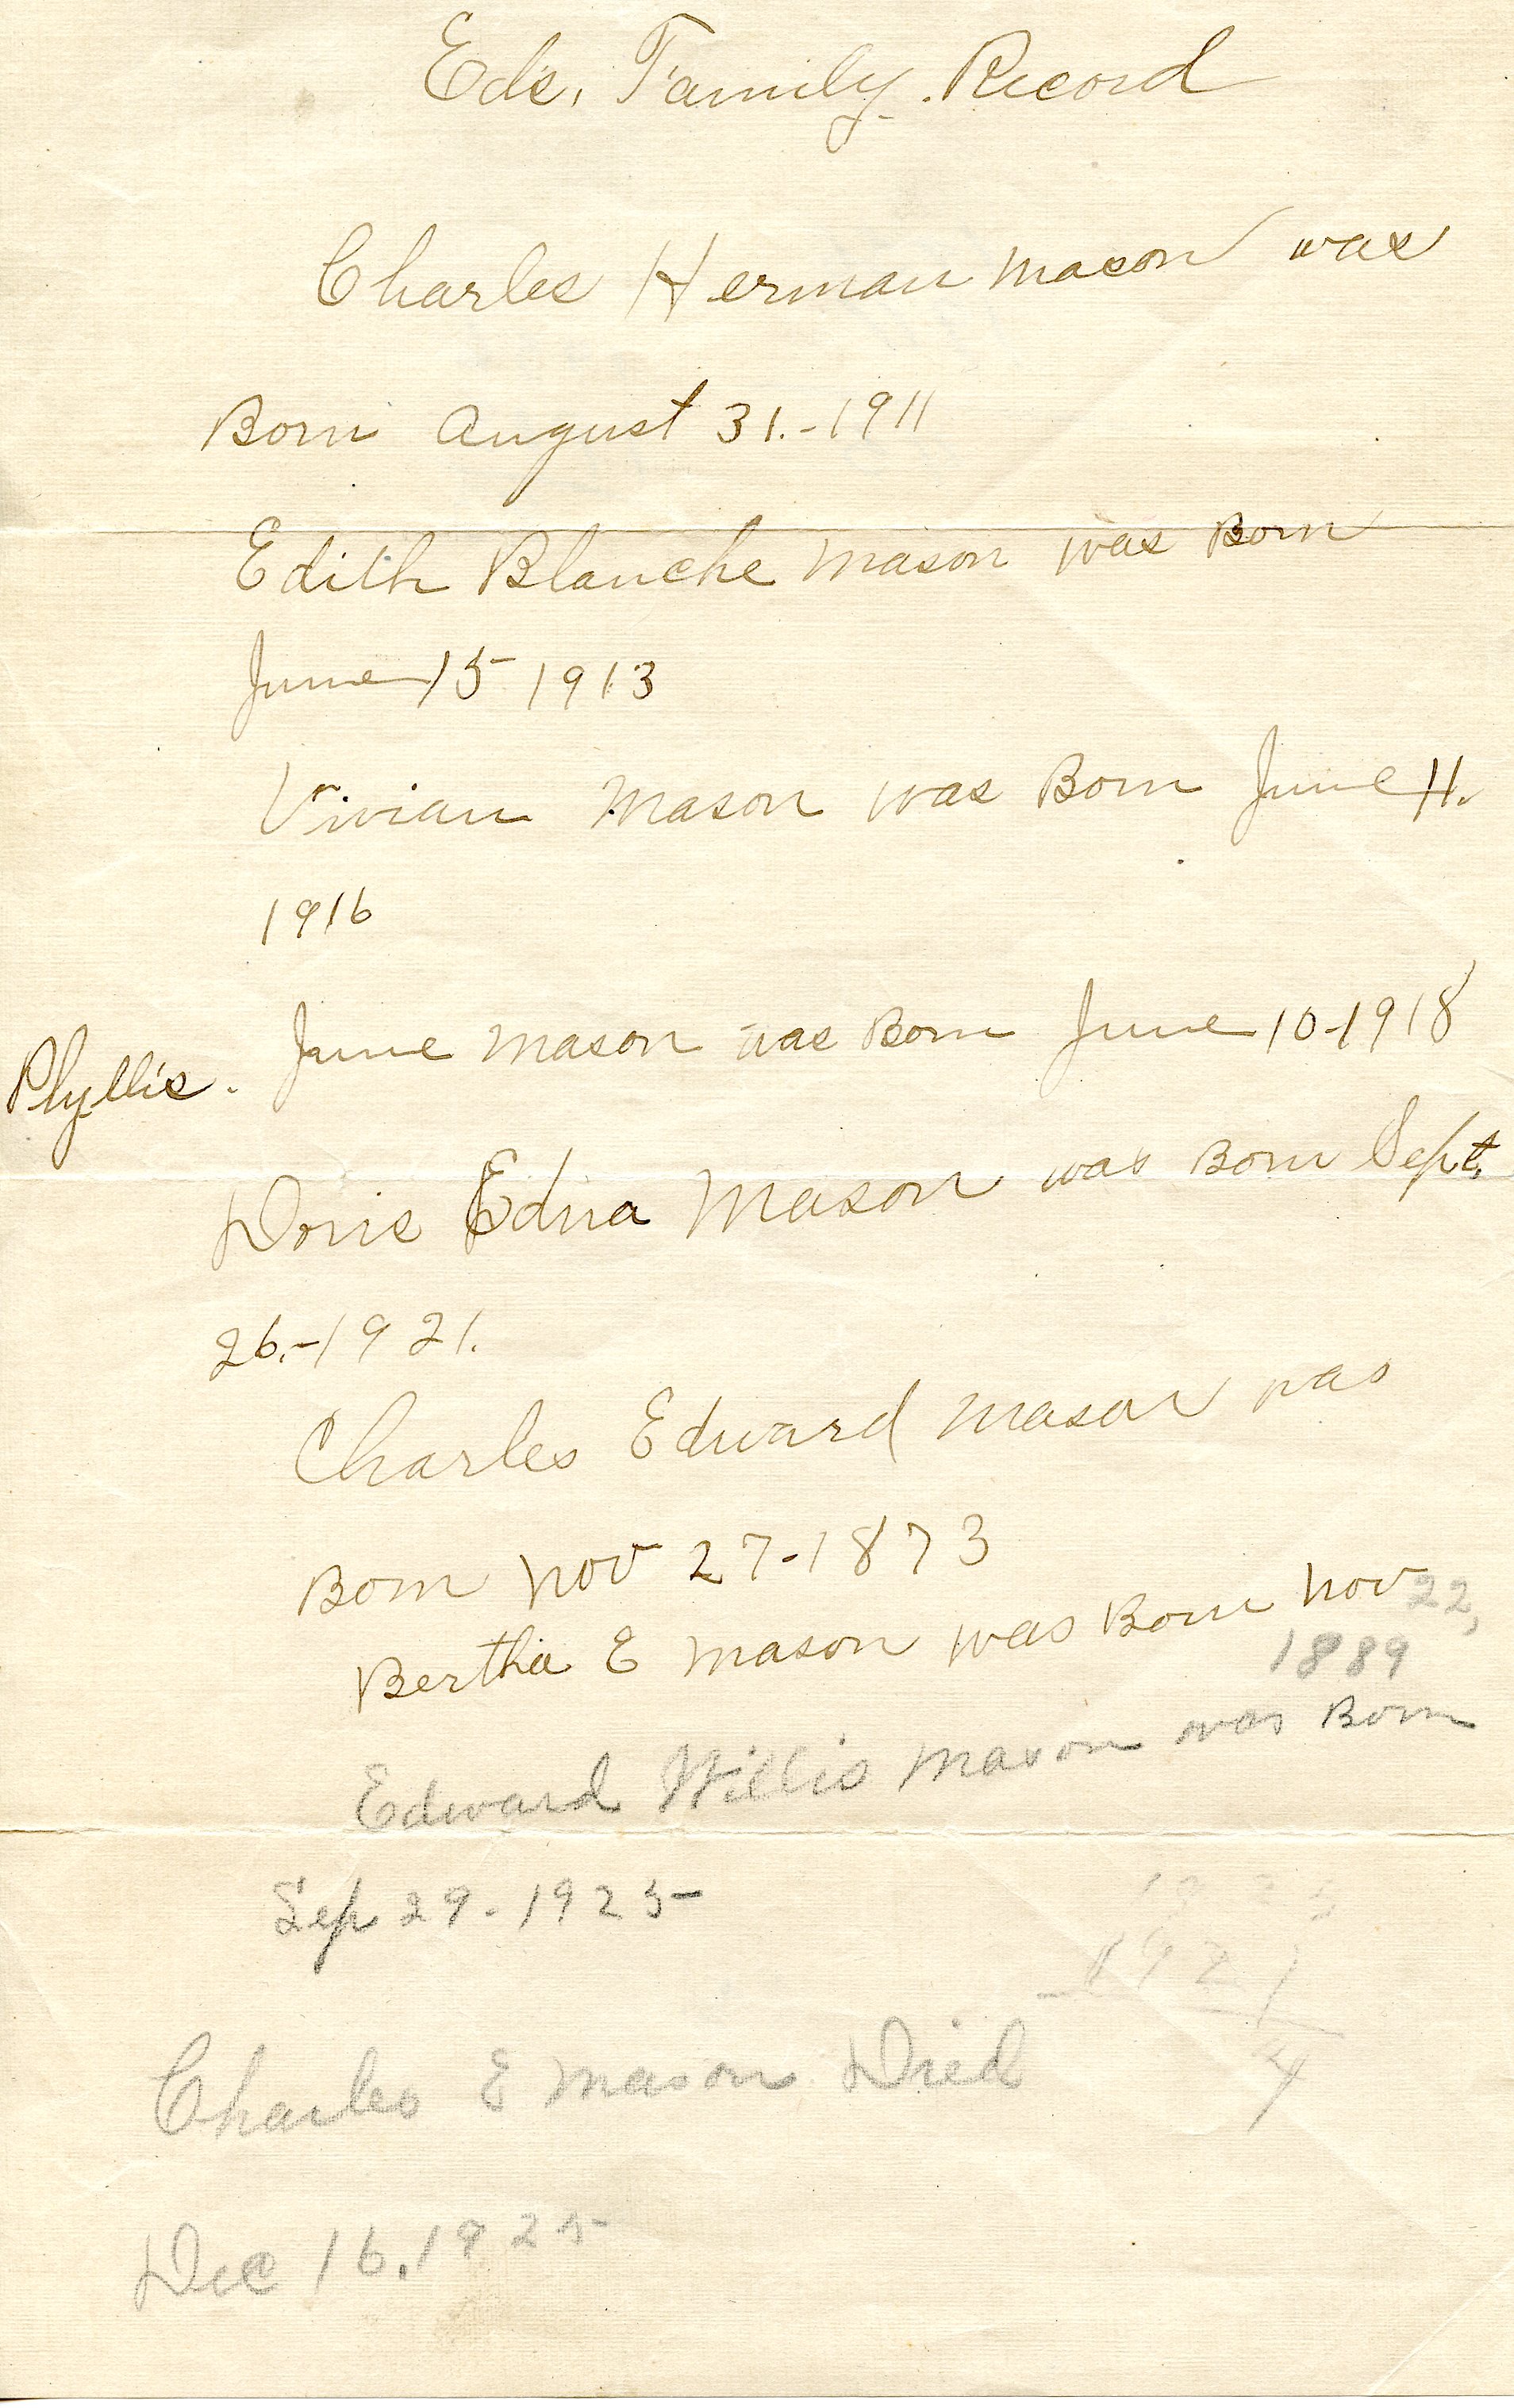 Ed's, Family. Record
Charles Herman Mason was
Born August 31.-1911
Edith Blanche Mason was Born
June 15 1913
Vivian Mason was Born June 11.
1916
Phyllis. June Mason was Born June 10-1918
Doris Edna Mason was Born Sept.
26.-1921.
Charles Edward Mason was
Born Nov 27-1873
Bertha E Mason was Born Nov 22,
1889
Edward Willis Mason was Born
Sep 29.1925
1921
4
Charles E Mason Died
Dec 16.1925